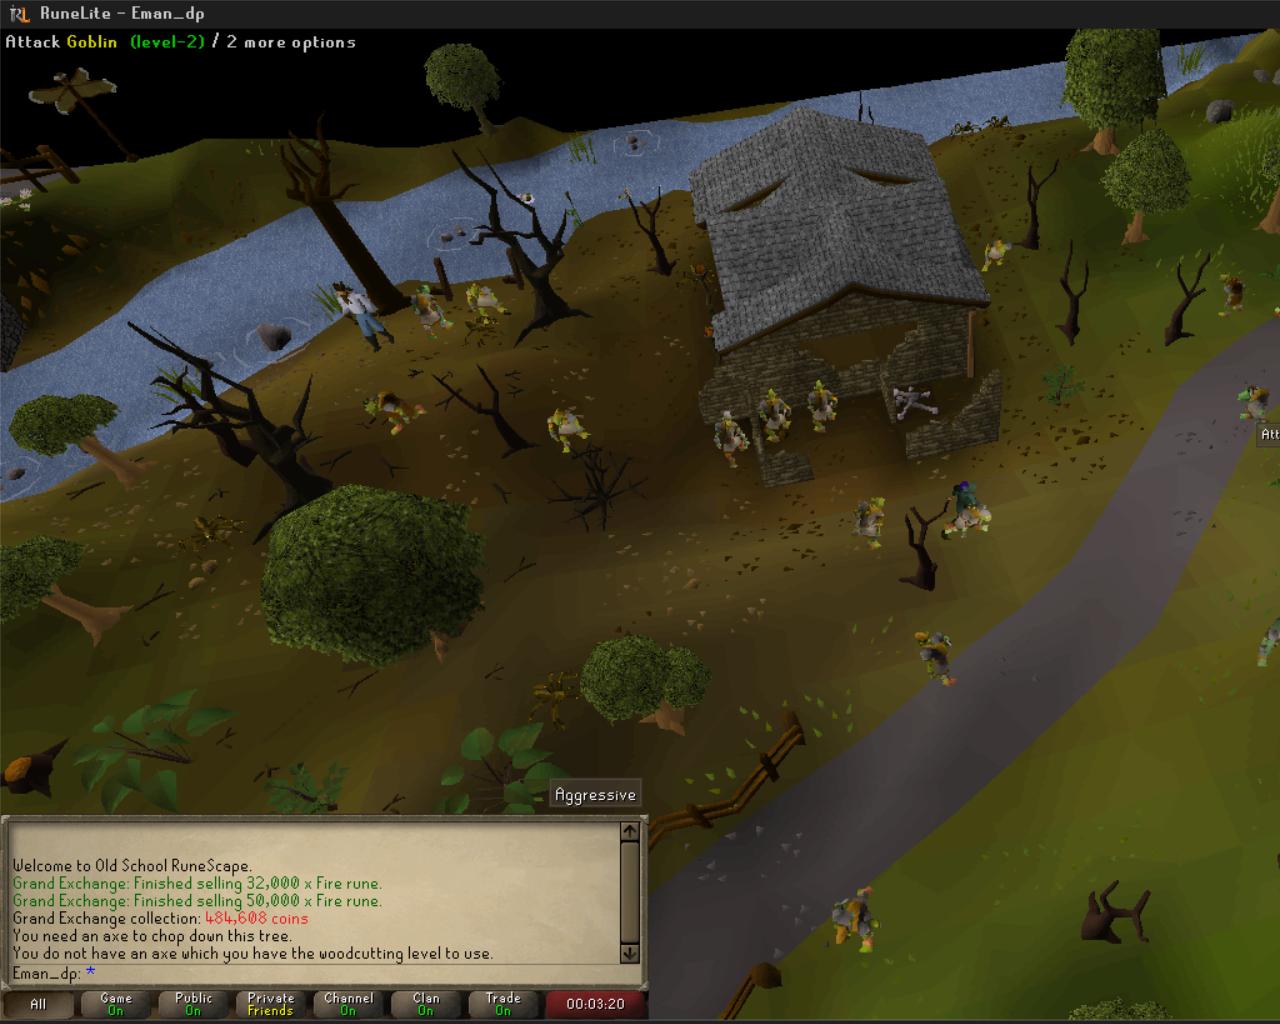 RuneLite - Eman_dp
Attack Goblin (level-2) / 2 more options
Att
Aggressive
Welcome to Old School RuneScape.
Grand Exchange: Finished selling 32,000 x Fire rune.
Grand Exchange: Finished selling 50,000 x Fire rune.
Grand Exchange collection: 484,608 coins
You need an axe to chop down this tree.
You do not have an axe which you have the woodcutting level to use.
Eman_dp: *
All
Game
On
Public
On
Private
Friends
Channel
On
Clan
On
Trade
On
00:03:20